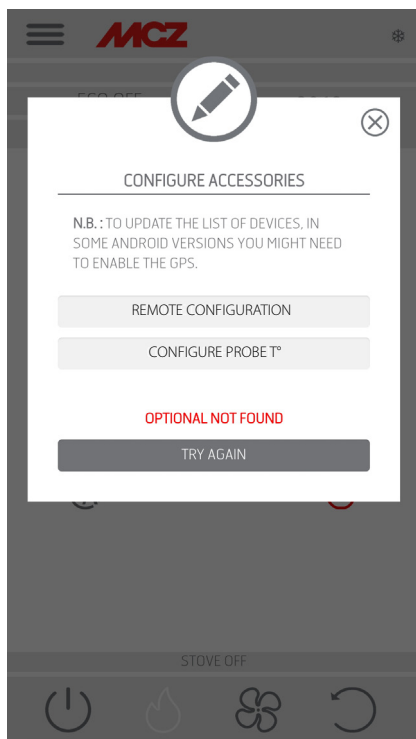 MCZ
CONFIGURE ACCESSORIES
N.B. : TO UPDATE THE LIST OF DEVICES, IN
SOME ANDROID VERSIONS YOU MIGHT NEED
TO ENABLE THE GPS.
REMOTE CONFIGURATION
CONFIGURE PROBE T°
OPTIONAL NOT FOUND
TRY AGAIN
STOVE OFF